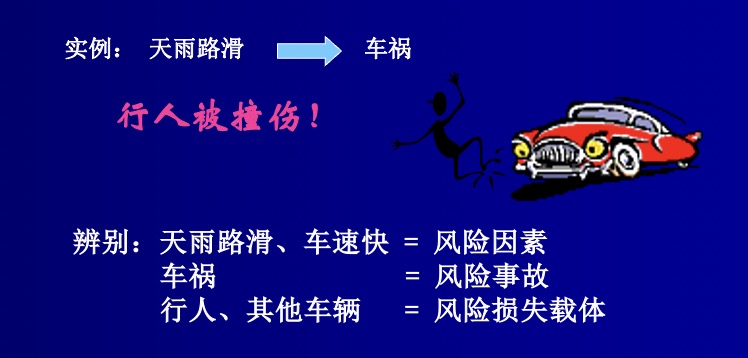 实例： 天雨路滑 车祸
行人被撞伤！
辨别：天雨路滑、车速快 = 风险因素
车祸 = 风险事故
行人、其他车辆 = 风险损失载体